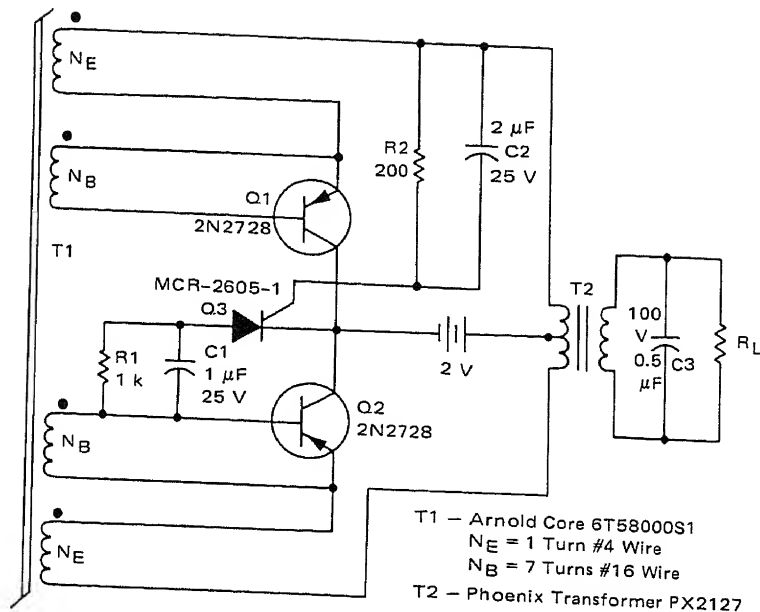 NE
NB
T1
Q1
2N2728
MCR-2605-1
Q3
R1
1 k
C1
1 µF
25 V
NB
NE
Q2
2N2728
R2
200
2 µF
C2
25 V
2 V
T2
100
V
0.5
µF
C3
RL
T1 – Arnold Core 6T58000S1
NE = 1 Turn #4 Wire
NB = 7 Turns #16 Wire
T2 – Phoenix Transformer PX2127